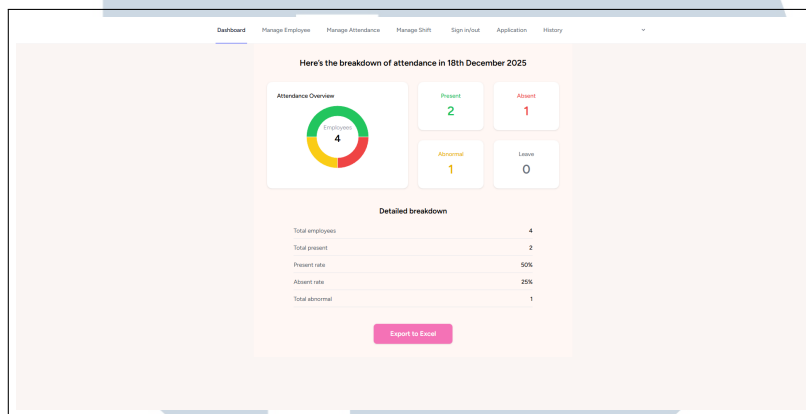 Dashboard Manage Employee Manage Attendance Manage Shift Sign in/out Application History
Here's the breakdown of attendance in 18th December 2025
Attendance Overview
Employees
4
Present
2
Absent
1
Abnormal
1
Leave
0
Detailed breakdown
Total employees 4
Total present 2
Present rate 50%
Absent rate 25%
Total abnormal 1
Export to Excel